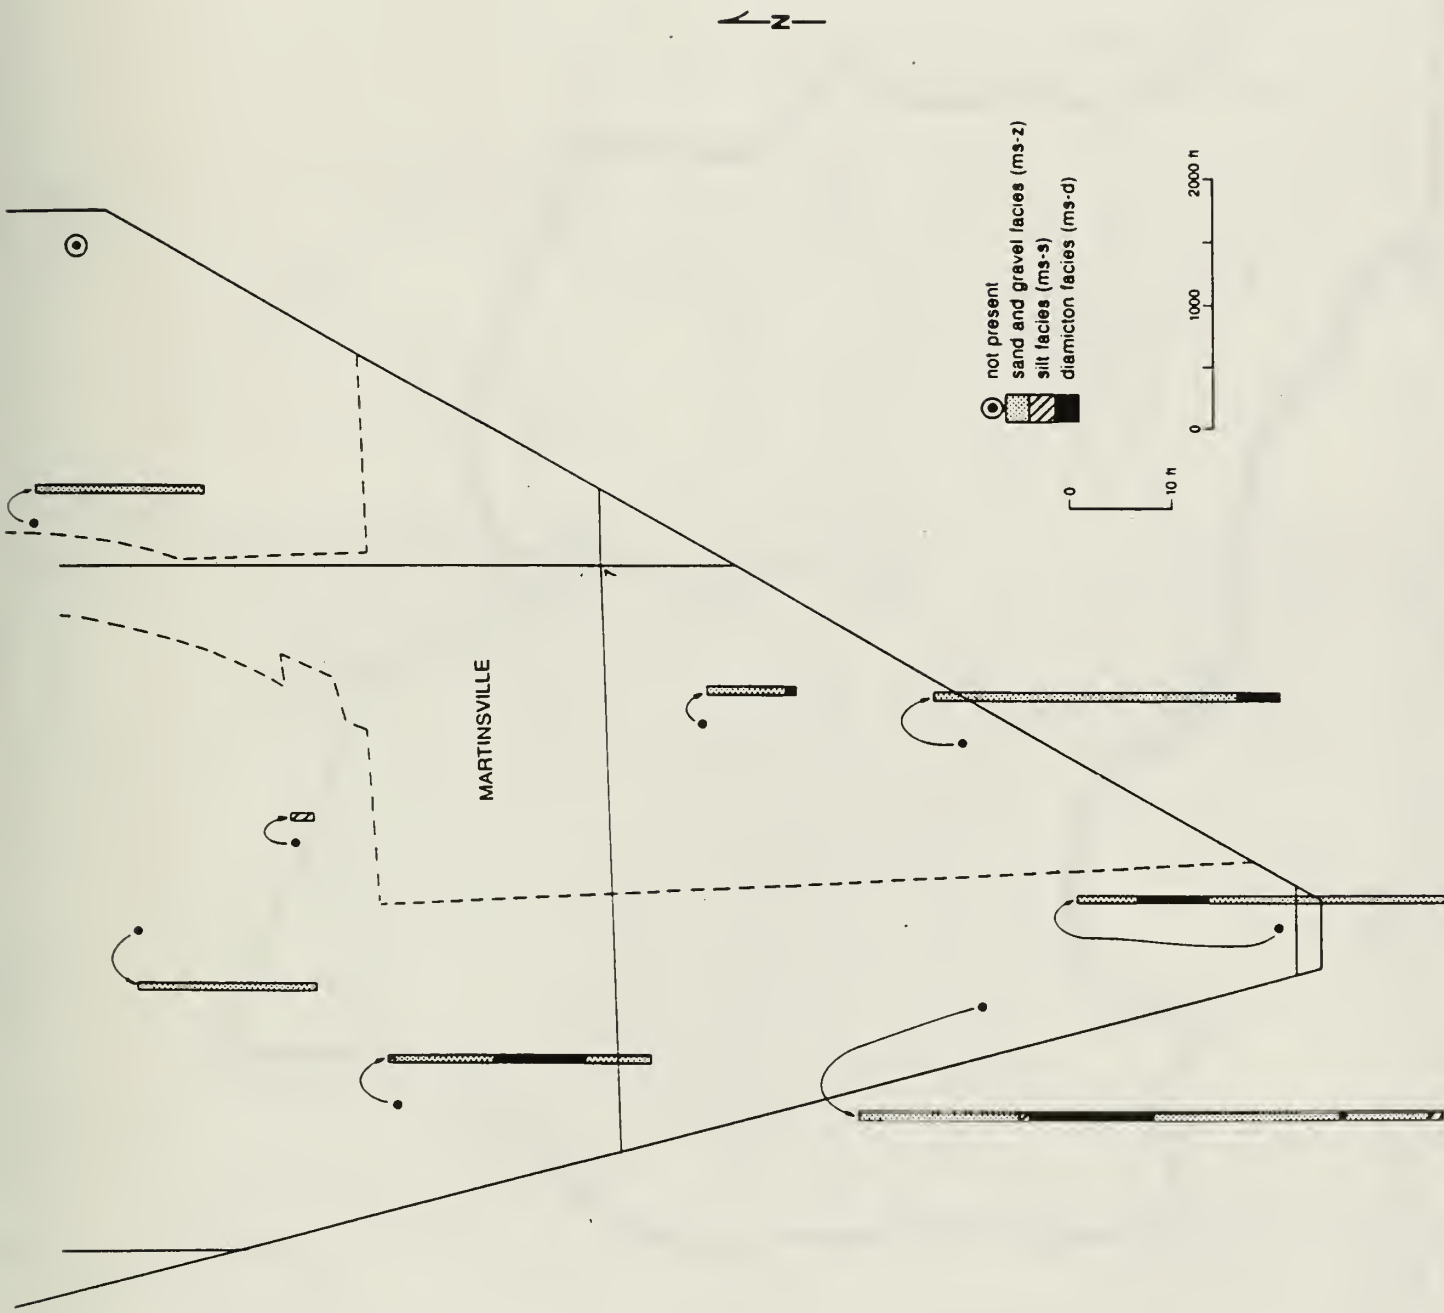 N
MARTINSVILLE
7
not present
sand and gravel facies (ms-z)
silt facies (ms-s)
diamicton facies (ms-d)
0
10 ft
0
1000
2000 ft